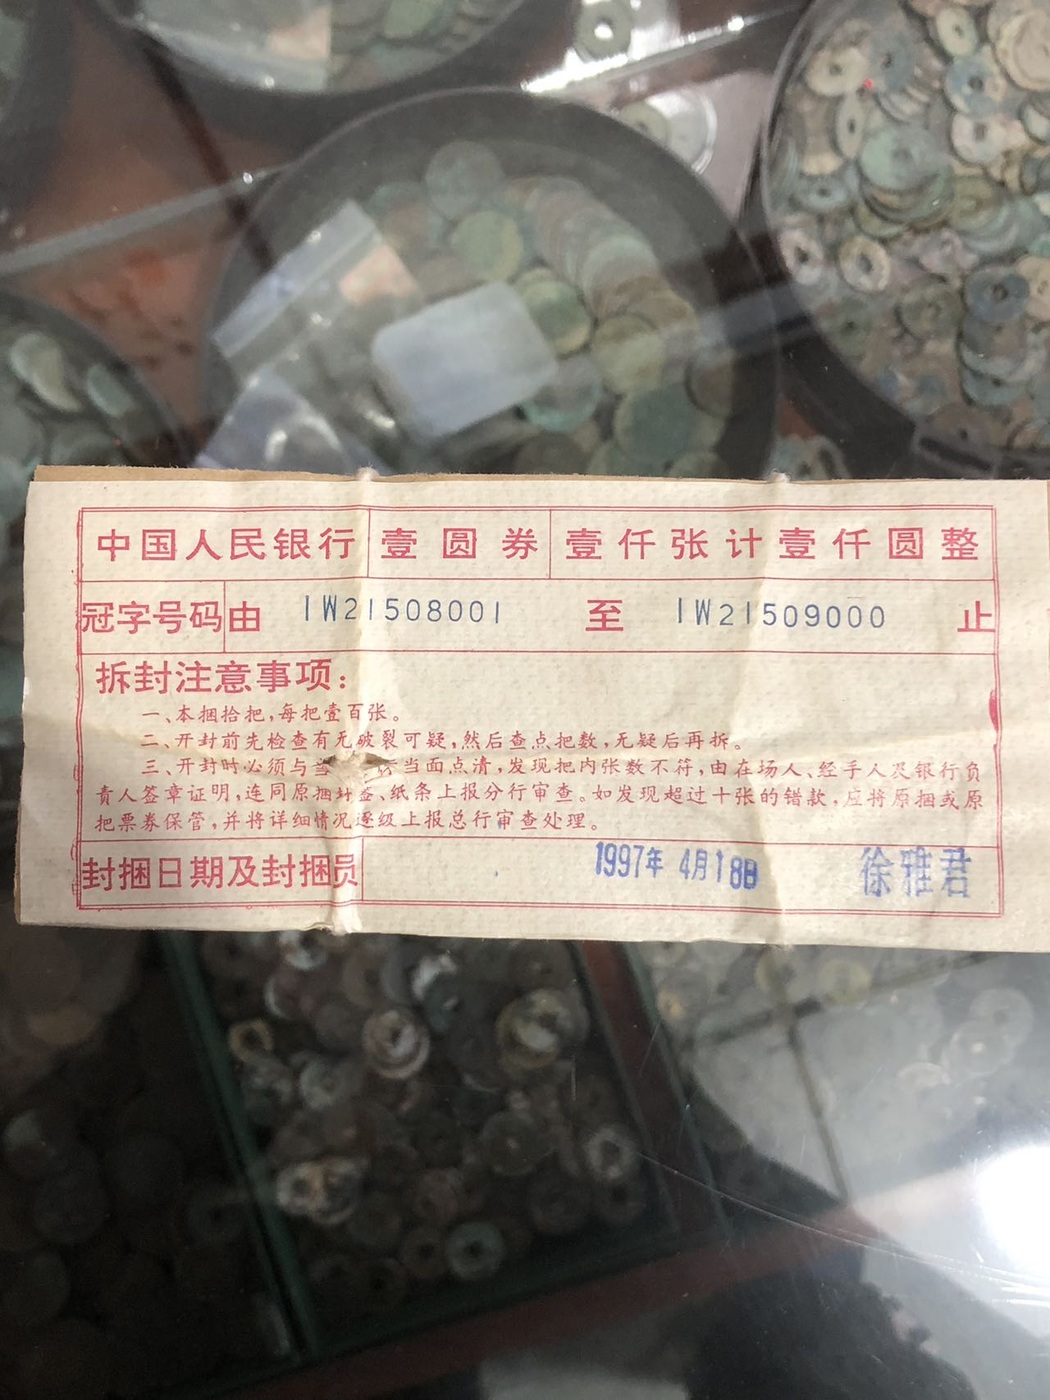 中国人民银行 壹圆券 壹仟张计壹仟圆整
冠字号码 由 IW21508001 至 IW21509000 止
拆封注意事项：
一、本捆拾把，每把壹百张。
二、开封前先检查有无破裂可疑，然后查点把数，无疑后再拆。
三、开封时必须与当 当面点清，发现把内张数不符，由在场人、经手人及银行负
责人签章证明，连同原捆封签、纸条上报分行审查。如发现超过十张的错款，应将原捆或原
把票券保管，并将详细情况逐级上报总行审查处理。
封捆日期及封捆员 1997年 4月18日 徐雅君